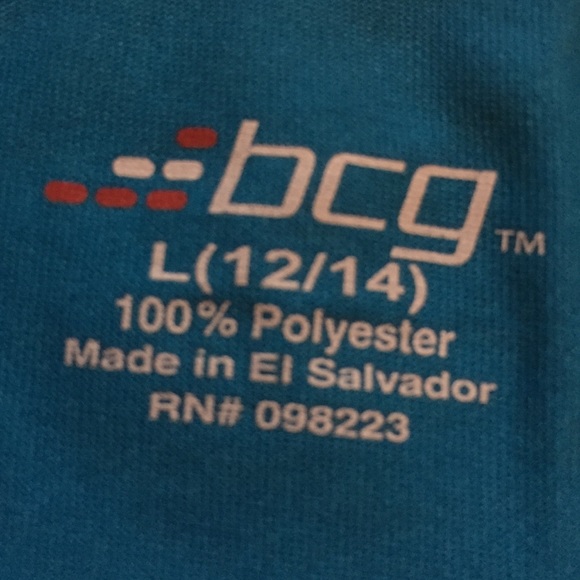 bcg™
L(12/14)
100% Polyester
Made in El Salvador
RN# 098223